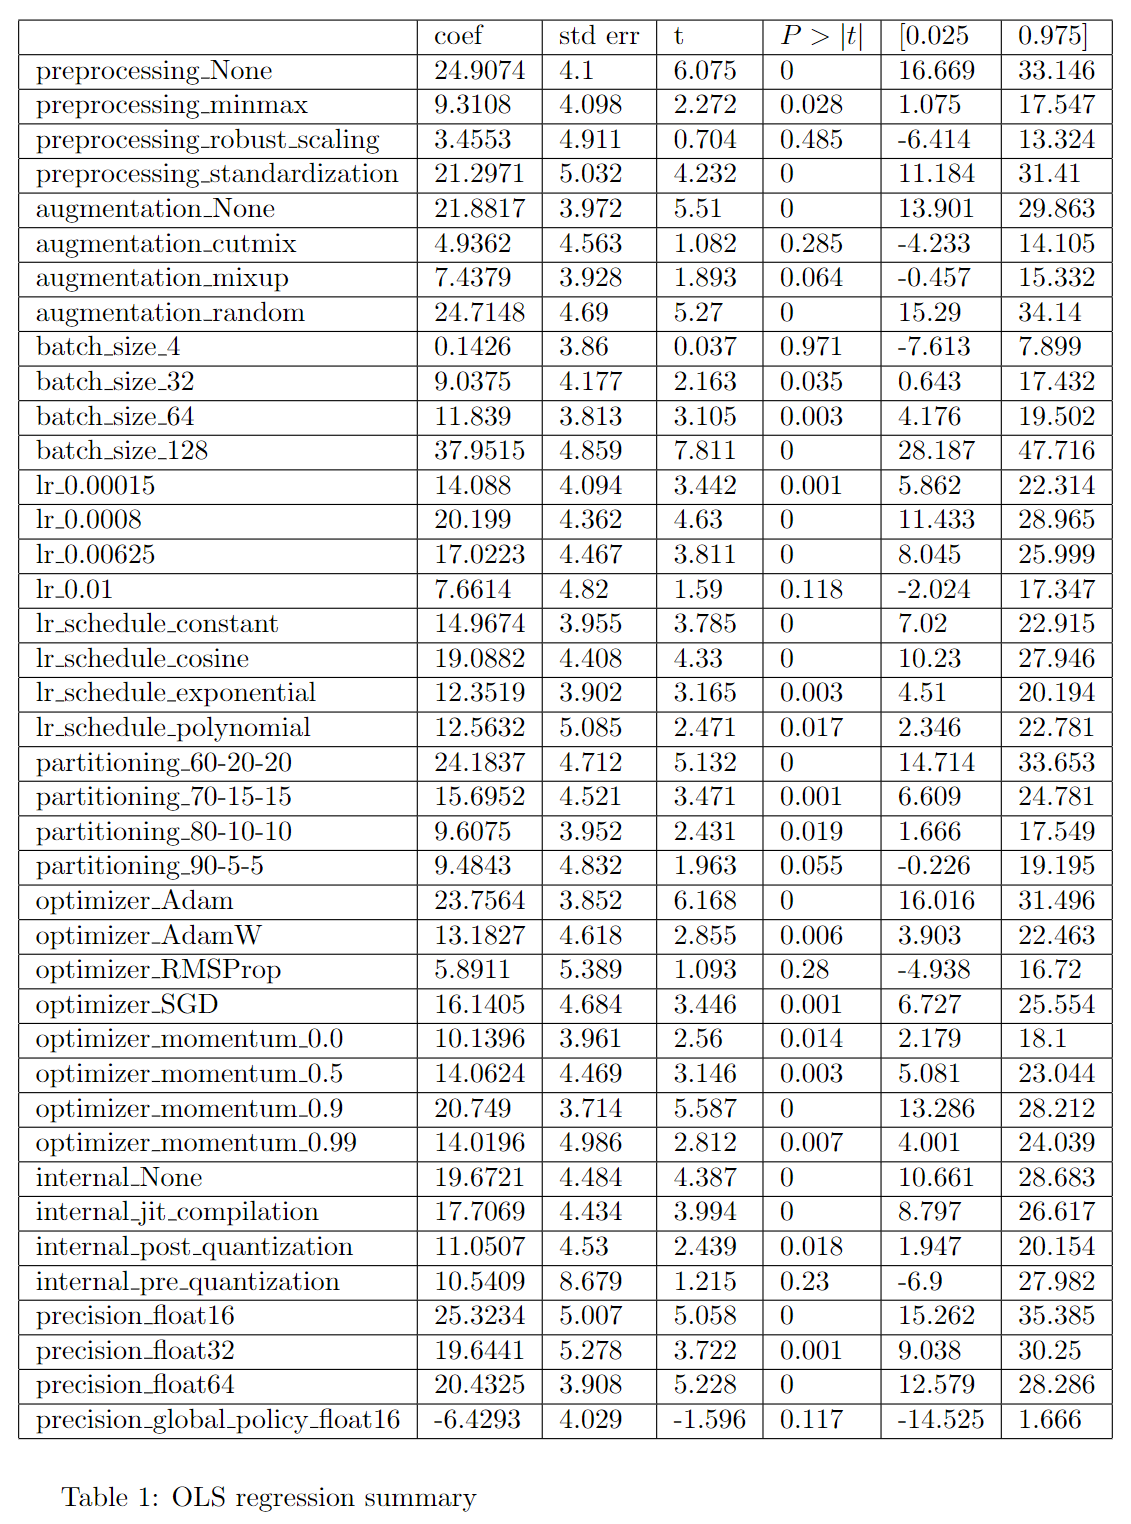 coef std err t P > |t| [0.025 0.975]
preprocessing_None 24.9074 4.1 6.075 0 16.669 33.146
preprocessing_minmax 9.3108 4.098 2.272 0.028 1.075 17.547
preprocessing_robust_scaling 3.4553 4.911 0.704 0.485 -6.414 13.324
preprocessing_standardization 21.2971 5.032 4.232 0 11.184 31.41
augmentation_None 21.8817 3.972 5.51 0 13.901 29.863
augmentation_cutmix 4.9362 4.563 1.082 0.285 -4.233 14.105
augmentation_mixup 7.4379 3.928 1.893 0.064 -0.457 15.332
augmentation_random 24.7148 4.69 5.27 0 15.29 34.14
batch_size_4 0.1426 3.86 0.037 0.971 -7.613 7.899
batch_size_32 9.0375 4.177 2.163 0.035 0.643 17.432
batch_size_64 11.839 3.813 3.105 0.003 4.176 19.502
batch_size_128 37.9515 4.859 7.811 0 28.187 47.716
lr_0.00015 14.088 4.094 3.442 0.001 5.862 22.314
lr_0.0008 20.199 4.362 4.63 0 11.433 28.965
lr_0.00625 17.0223 4.467 3.811 0 8.045 25.999
lr_0.01 7.6614 4.82 1.59 0.118 -2.024 17.347
lr_schedule_constant 14.9674 3.955 3.785 0 7.02 22.915
lr_schedule_cosine 19.0882 4.408 4.33 0 10.23 27.946
lr_schedule_exponential 12.3519 3.902 3.165 0.003 4.51 20.194
lr_schedule_polynomial 12.5632 5.085 2.471 0.017 2.346 22.781
partitioning_60-20-20 24.1837 4.712 5.132 0 14.714 33.653
partitioning_70-15-15 15.6952 4.521 3.471 0.001 6.609 24.781
partitioning_80-10-10 9.6075 3.952 2.431 0.019 1.666 17.549
partitioning_90-5-5 9.4843 4.832 1.963 0.055 -0.226 19.195
optimizer_Adam 23.7564 3.852 6.168 0 16.016 31.496
optimizer_AdamW 13.1827 4.618 2.855 0.006 3.903 22.463
optimizer_RMSProp 5.8911 5.389 1.093 0.28 -4.938 16.72
optimizer_SGD 16.1405 4.684 3.446 0.001 6.727 25.554
optimizer_momentum_0.0 10.1396 3.961 2.56 0.014 2.179 18.1
optimizer_momentum_0.5 14.0624 4.469 3.146 0.003 5.081 23.044
optimizer_momentum_0.9 20.749 3.714 5.587 0 13.286 28.212
optimizer_momentum_0.99 14.0196 4.986 2.812 0.007 4.001 24.039
internal_None 19.6721 4.484 4.387 0 10.661 28.683
internal_jit_compilation 17.7069 4.434 3.994 0 8.797 26.617
internal_post_quantization 11.0507 4.53 2.439 0.018 1.947 20.154
internal_pre_quantization 10.5409 8.679 1.215 0.23 -6.9 27.982
precision_float16 25.3234 5.007 5.058 0 15.262 35.385
precision_float32 19.6441 5.278 3.722 0.001 9.038 30.25
precision_float64 20.4325 3.908 5.228 0 12.579 28.286
precision_global_policy_float16 -6.4293 4.029 -1.596 0.117 -14.525 1.666
Table 1: OLS regression summary